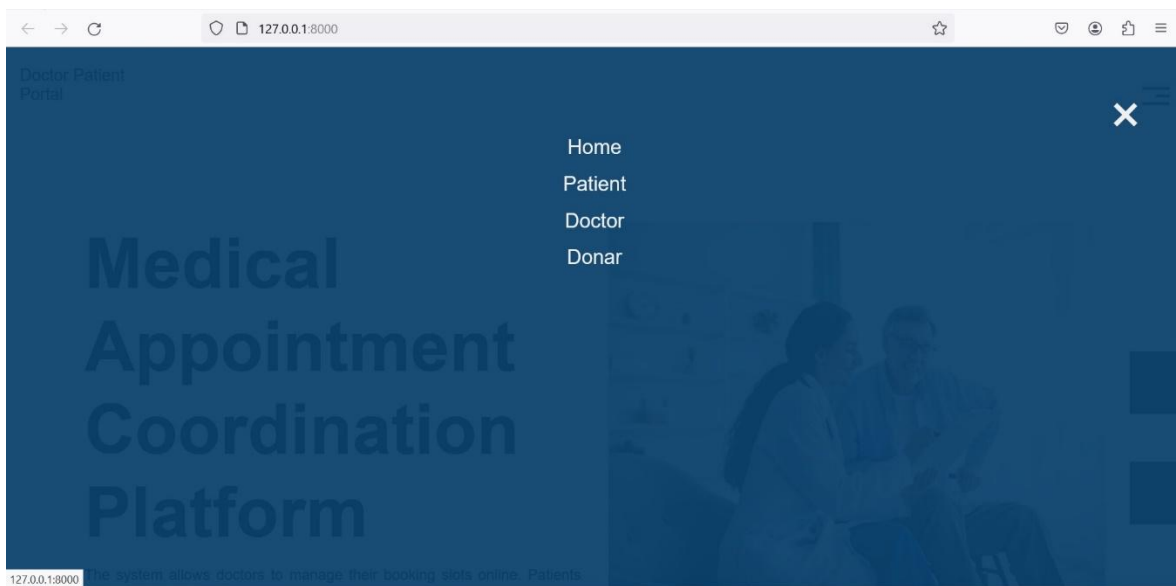 127.0.0.1:8000
Doctor Patient
Portal
Home
Patient
Doctor
Donar
Medical
Appointment
Coordination
Platform
The system allows doctors to manage their booking slots online. Patients
127.0.0.1:8000